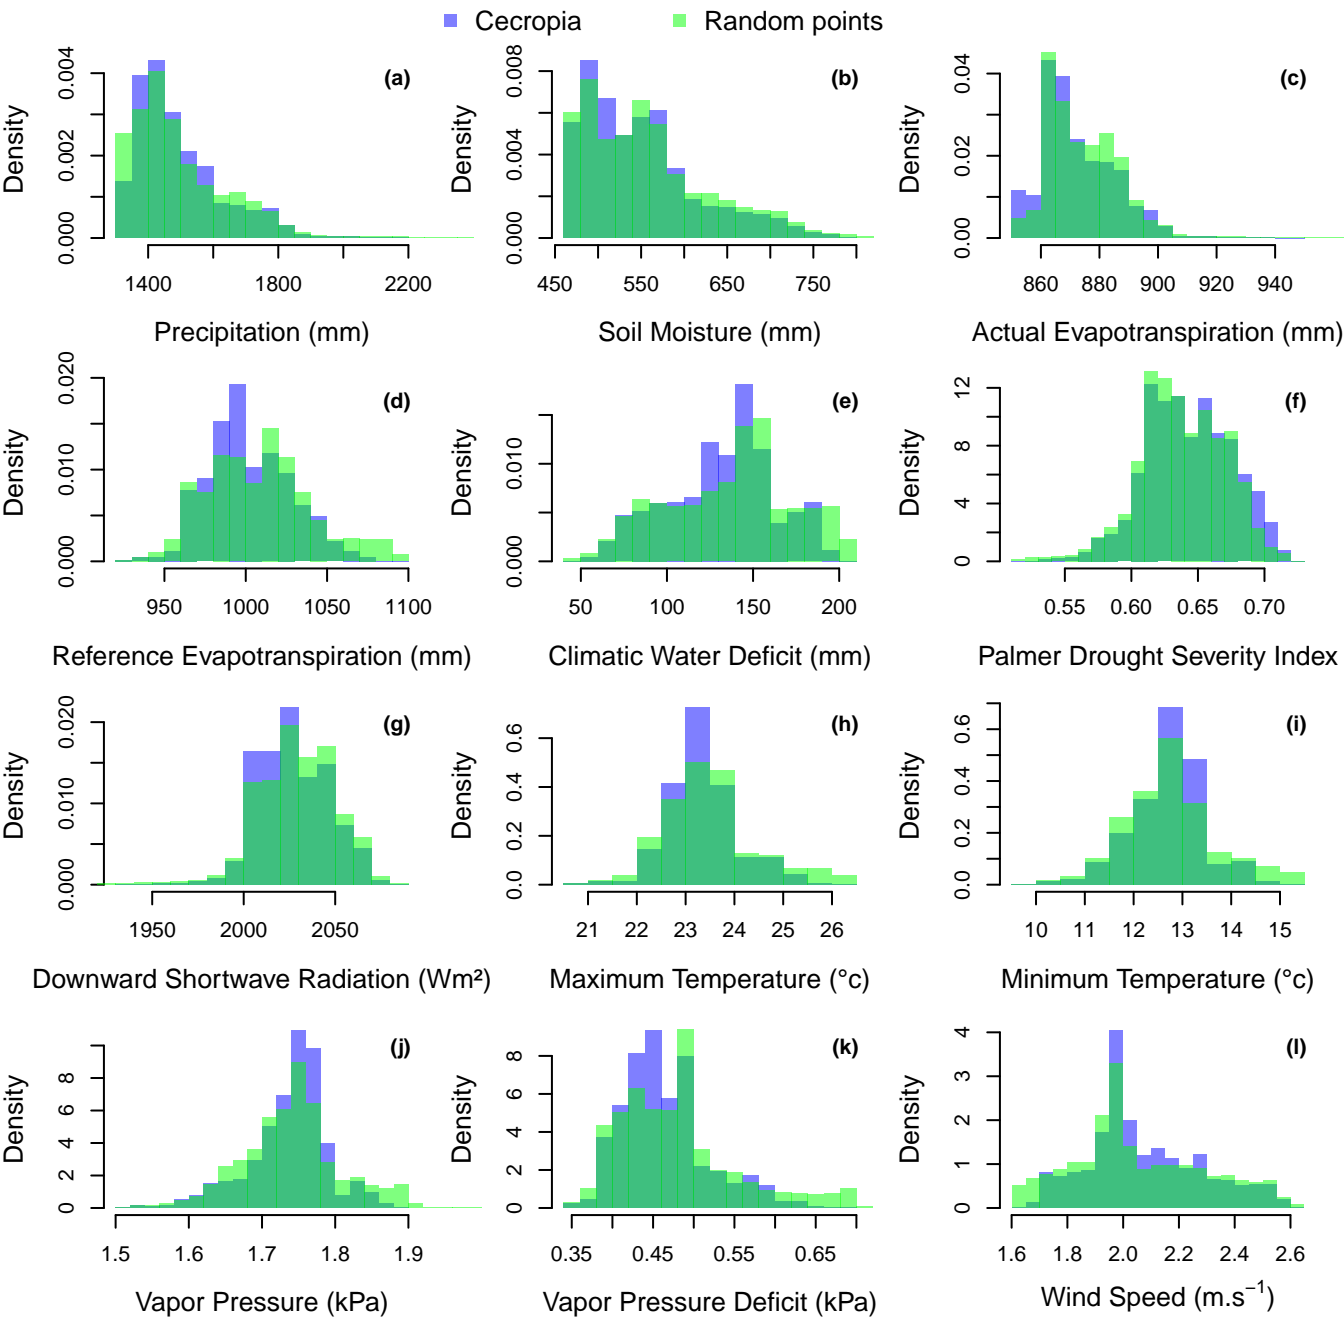 Cecropia Random points
(a)
Density
0.000 0.002 0.004
1400 1800 2200
Precipitation (mm)
(b)
Density
0.000 0.004 0.008
450 550 650 750
Soil Moisture (mm)
(c)
Density
0.00 0.02 0.04
860 880 900 920 940
Actual Evapotranspiration (mm)
(d)
Density
0.000 0.010 0.020
950 1000 1050 1100
Reference Evapotranspiration (mm)
(e)
Density
0.000 0.010
50 100 150 200
Climatic Water Deficit (mm)
(f)
Density
0 4 8 12
0.55 0.60 0.65 0.70
Palmer Drought Severity Index
(g)
Density
0.000 0.010 0.020
1950 2000 2050
Downward Shortwave Radiation (Wm²)
(h)
Density
0.0 0.2 0.4 0.6
21 22 23 24 25 26
Maximum Temperature (°c)
(i)
Density
0.0 0.2 0.4 0.6
10 11 12 13 14 15
Minimum Temperature (°c)
(j)
Density
0 2 4 6 8
1.5 1.6 1.7 1.8 1.9
Vapor Pressure (kPa)
(k)
Density
0 2 4 6 8
0.35 0.45 0.55 0.65
Vapor Pressure Deficit (kPa)
(l)
Density
0 1 2 3 4
1.6 1.8 2.0 2.2 2.4 2.6
Wind Speed (m.s⁻¹)